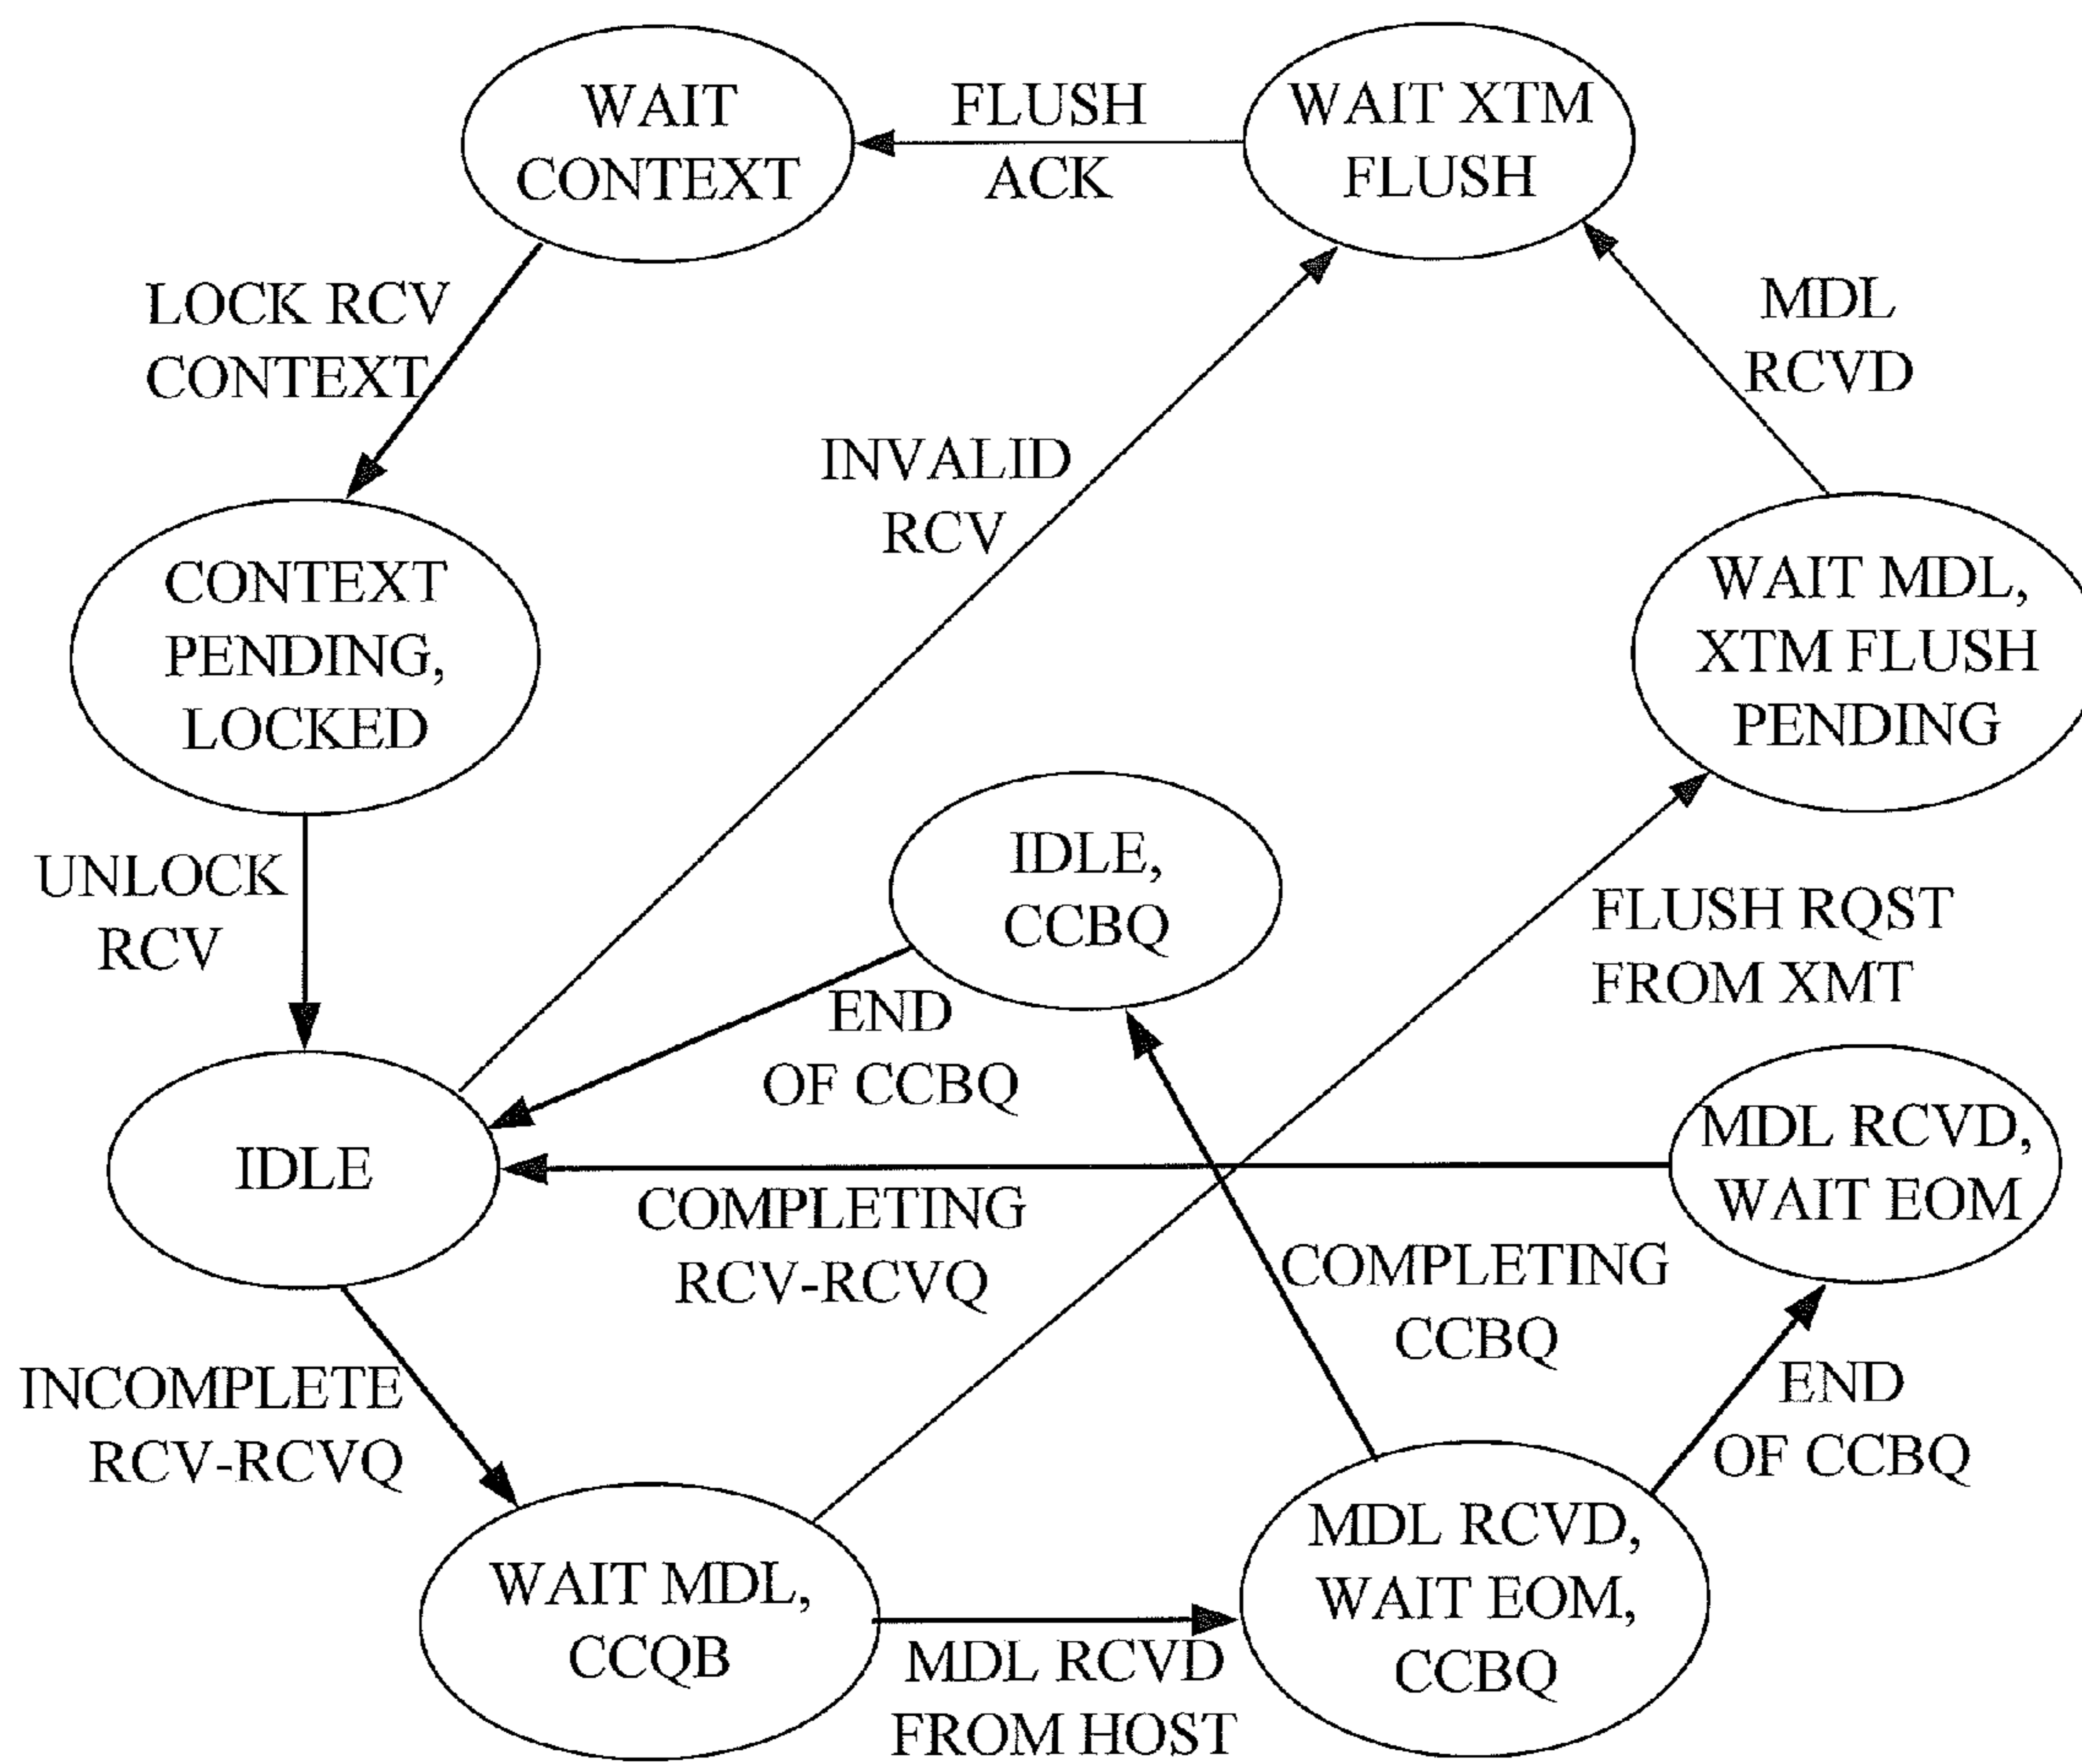 WAIT
CONTEXT
FLUSH
ACK
WAIT XTM
FLUSH
LOCK RCV
CONTEXT
MDL
RCVD
INVALID
RCV
CONTEXT
PENDING,
LOCKED
WAIT MDL,
XTM FLUSH
PENDING
UNLOCK
RCV
IDLE,
CCBQ
FLUSH RQST
FROM XMT
END
OF CCBQ
IDLE
MDL RCVD,
WAIT EOM
COMPLETING
RCV-RCVQ
COMPLETING
CCBQ
INCOMPLETE
RCV-RCVQ
END
OF CCBQ
WAIT MDL,
CCQB
MDL RCVD
FROM HOST
MDL RCVD,
WAIT EOM,
CCBQ